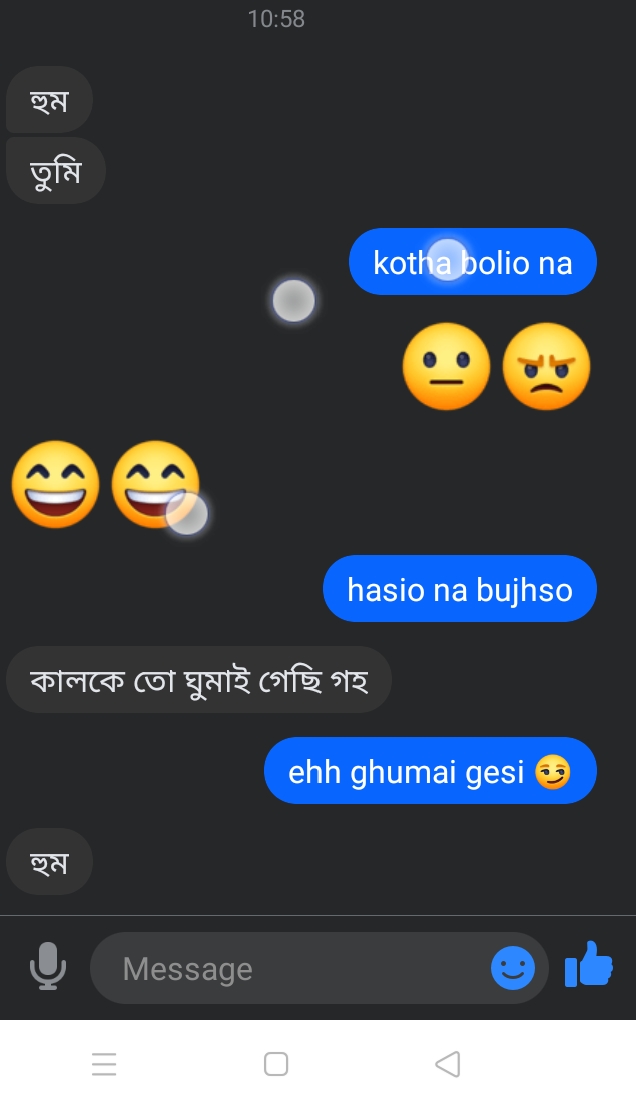 10:58
হুম
তুমি
kotha bolio na
😐😠
😄😄
hasio na bujhso
কালকে তো ঘুমাই গেছি গহ
ehh ghumai gesi 😏
হুম
Message